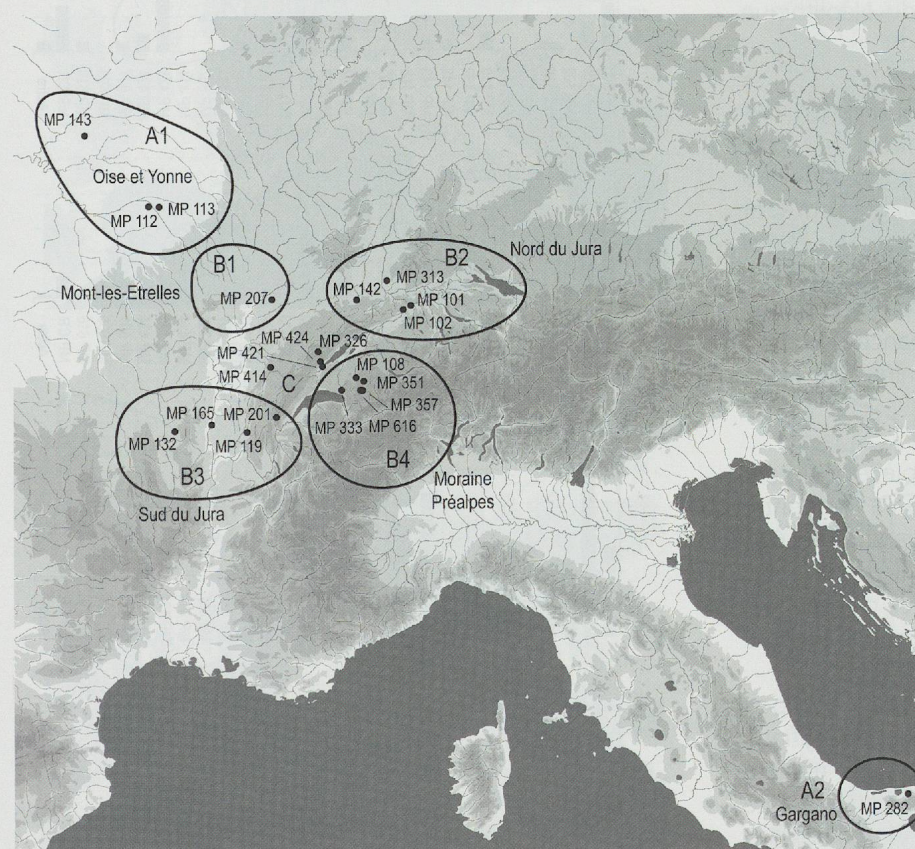 MP 143
A1
Oise et Yonne
MP 112
MP 113
B1
Mont-les-Etrelles
MP 207
B2
Nord du Jura
MP 313
MP 142
MP 101
MP 102
MP 424
MP 326
MP 421
MP 414
C
MP 108
MP 351
MP 357
MP 333
MP 616
B4
Moraine
Préalpes
MP 165
MP 201
MP 132
MP 119
B3
Sud du Jura
A2
Gargano
MP 282